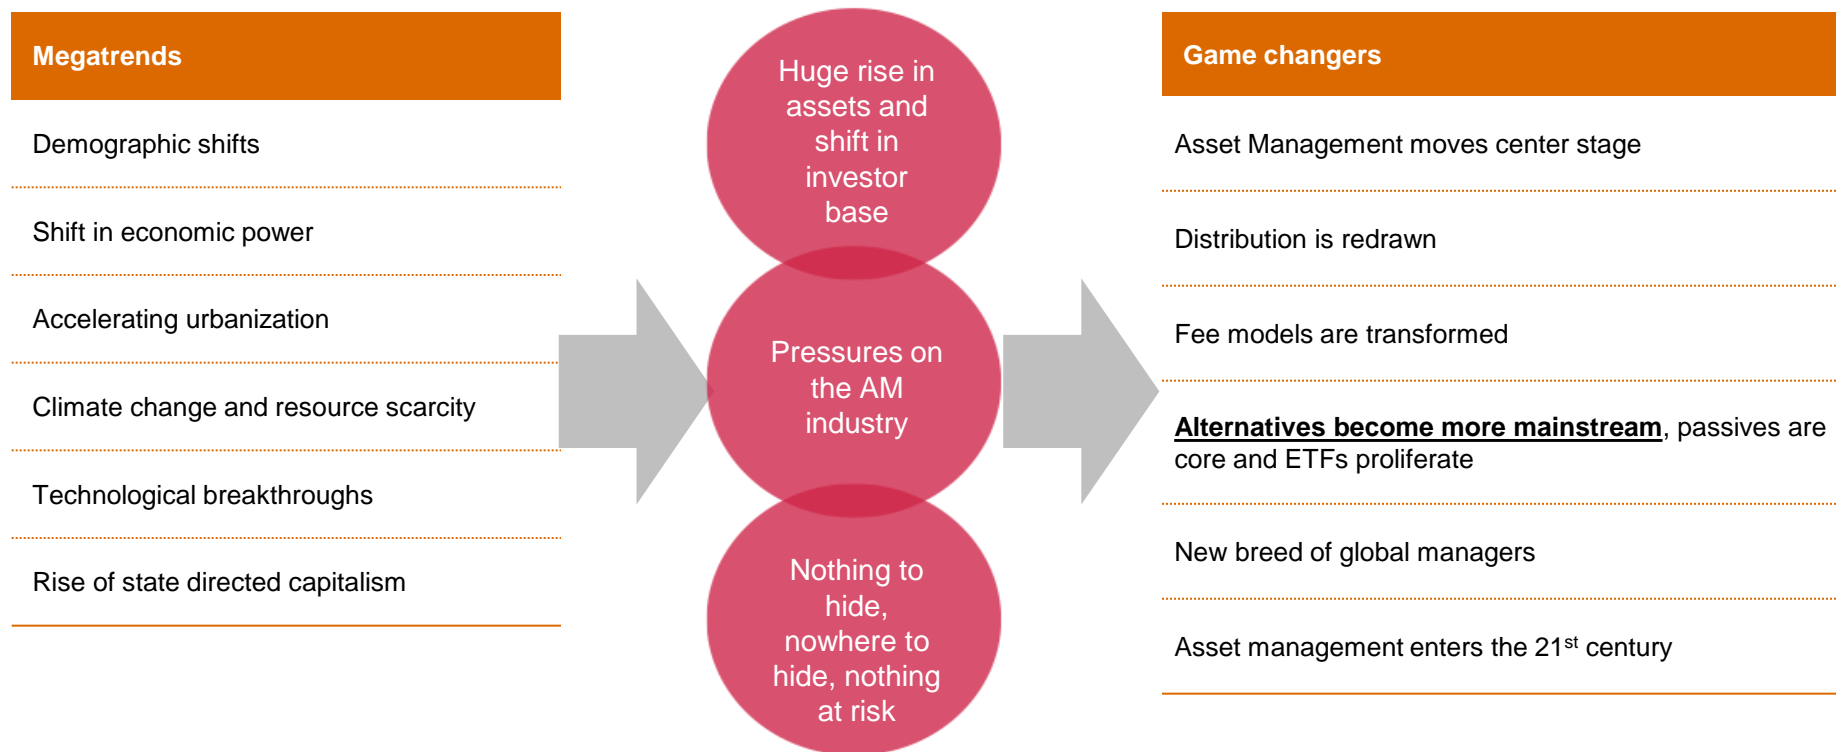 Megatrends
Demographic shifts
Shift in economic power
Accelerating urbanization
Climate change and resource scarcity
Technological breakthroughs
Rise of state directed capitalism
Huge rise in
assets and
shift in
investor
base
Pressures on
the AM
industry
Nothing to
hide,
nowhere to
hide, nothing
at risk
Game changers
Asset Management moves center stage
Distribution is redrawn
Fee models are transformed
Alternatives become more mainstream, passives are
core and ETFs proliferate
New breed of global managers
Asset management enters the 21st century